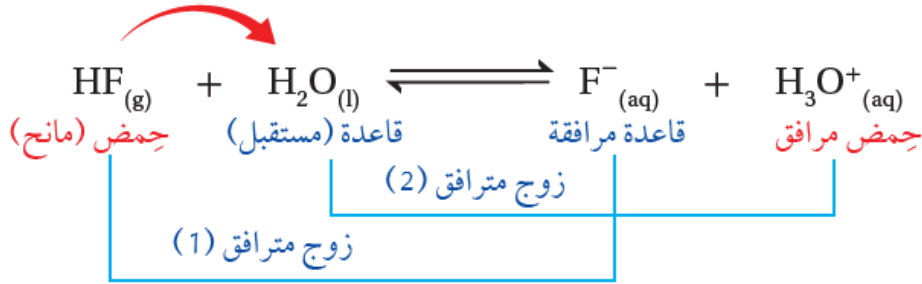 HF(g) + H₂O(l) ⇌ F⁻(aq) + H₃O⁺(aq)
حِمض (مانح) قاعدة (مستقبل) قاعدة مرافقة حِمض مرافق
زوج مترافق (2)
زوج مترافق (1)